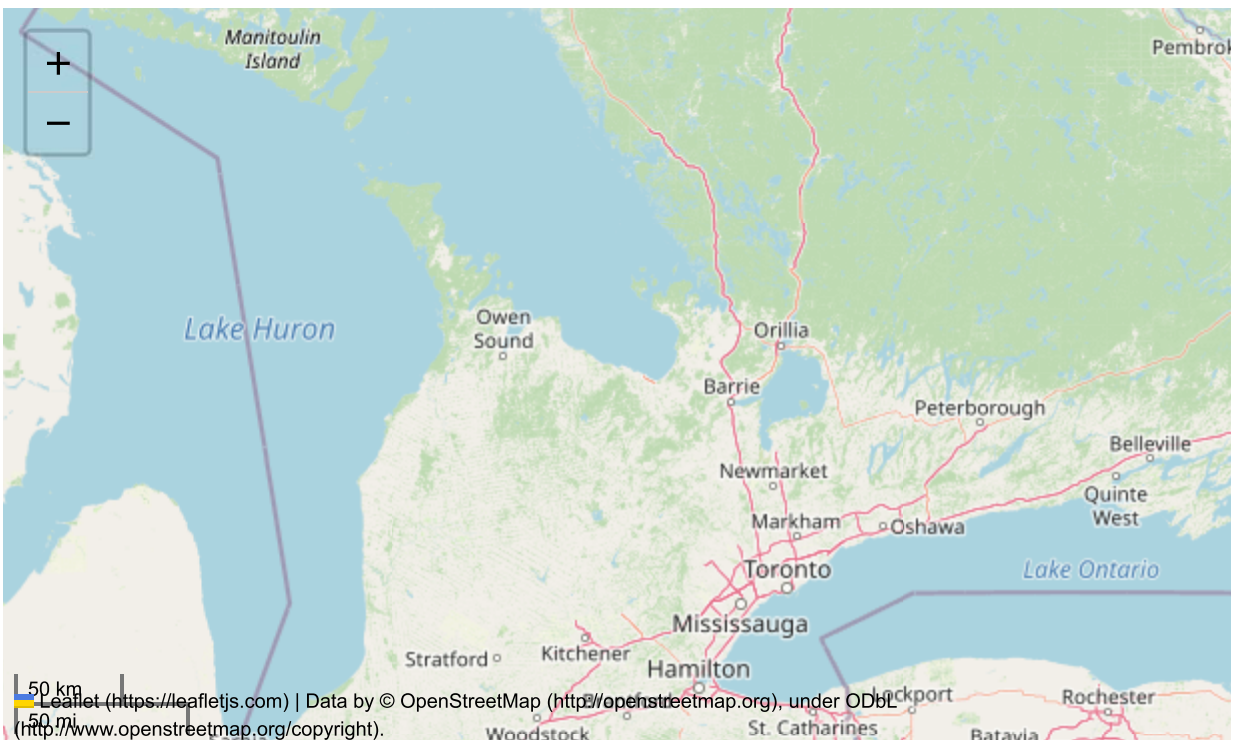 Manitoulin
Island
Pembrok
Lake Huron
Owen
Sound
Orillia
Barrie
Peterborough
Belleville
Newmarket
Quinte
West
Markham
Oshawa
Toronto
Lake Ontario
Mississauga
Stratford
Kitchener
Hamilton
Lockport
Rochester
St. Catharines
Woodstock
Batavia
+
−
50 km
50 mi
Leaflet (https://leafletjs.com) | Data by © OpenStreetMap (http://openstreetmap.org), under ODbL
(http://www.openstreetmap.org/copyright).